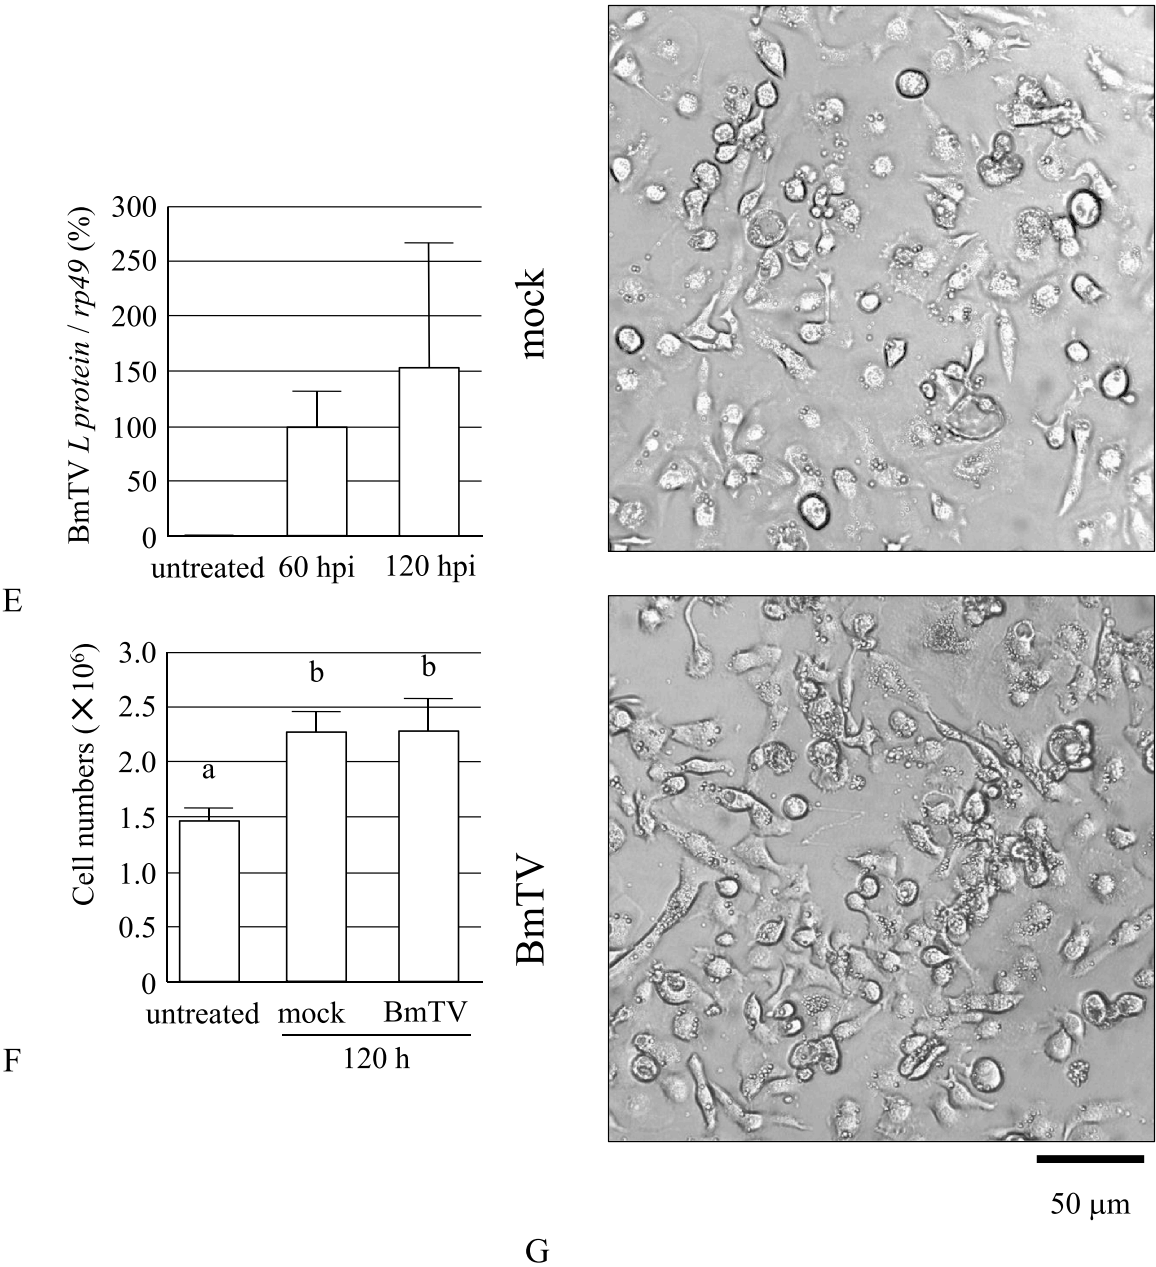 BmTV L protein / rp49 (%)
300
250
200
150
100
50
0
untreated 60 hpi 120 hpi
E
Cell numbers (×10⁶)
3.0
2.5
2.0
1.5
1.0
0.5
0
a
b
b
untreated mock BmTV
120 h
F
mock
BmTV
50 μm
G